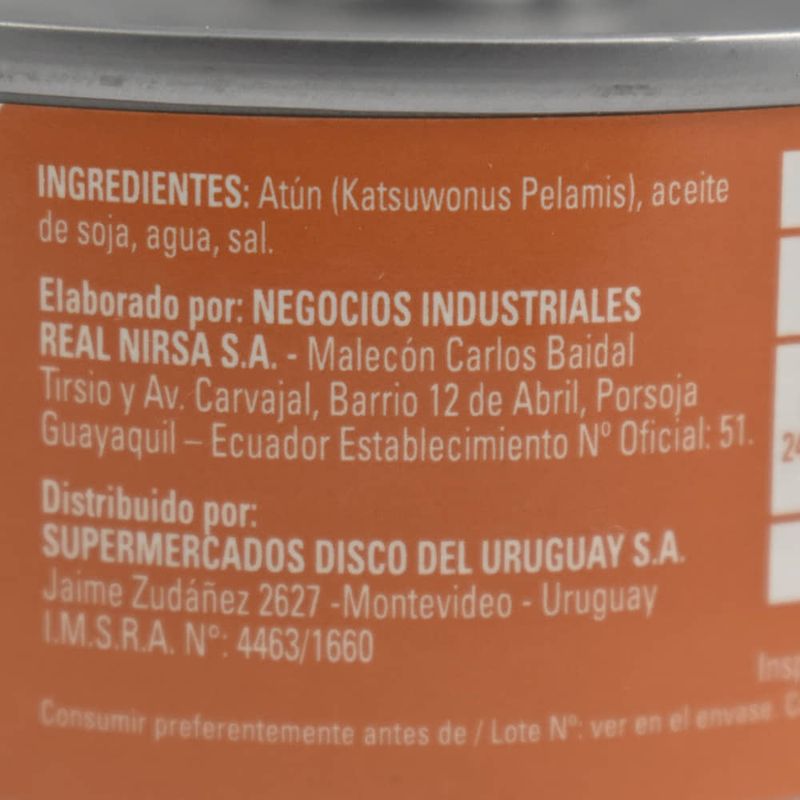 INGREDIENTES: Atún (Katsuwonus Pelamis), aceite
de soja, agua, sal.
Elaborado por: NEGOCIOS INDUSTRIALES
REAL NIRSA S.A. - Malecón Carlos Baidal
Tirsio y Av. Carvajal, Barrio 12 de Abril, Porsoja
Guayaquil – Ecuador Establecimiento Nº Oficial: 51.
Distribuido por:
SUPERMERCADOS DISCO DEL URUGUAY S.A.
Jaime Zudáñez 2627 -Montevideo - Uruguay
I.M.S.R.A. N°: 4463/1660
Consumir preferentemente antes de / Lote Nº: ver en el envase.